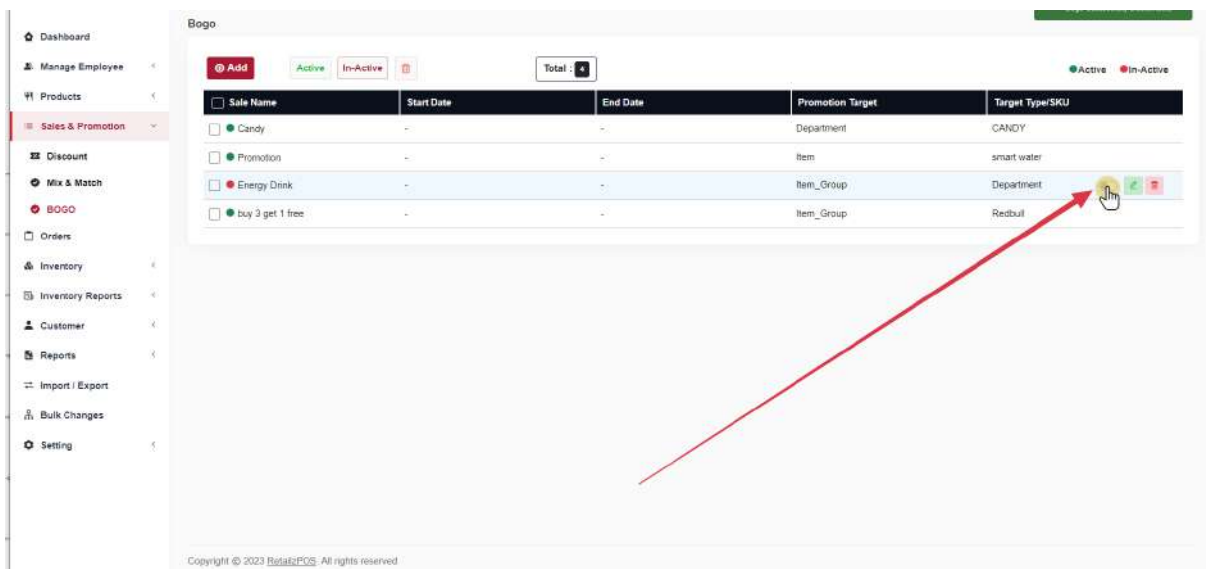 Bogo
Dashboard
Manage Employee
Products
Sales & Promotion
Discount
Mix & Match
BOGO
Orders
Inventory
Inventory Reports
Customer
Reports
Import / Export
Bulk Changes
Setting
Add Active In-Active Total : 4 Active In-Active
Sale Name Start Date End Date Promotion Target Target Type/SKU
Candy - - Department CANDY
Promotion - - Item smart water
Energy Drink - - Item_Group Department
buy 3 get 1 free - - Item_Group Redbull
Copyright © 2023 RetailzPOS. All rights reserved